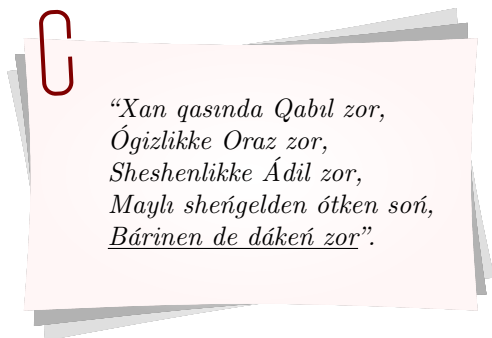 “Xan qasında Qabıl zor,
Ógizlikke Oraz zor,
Sheshenlikke Ádil zor,
Maylı sheńgelden ótken soń,
Bárinen de dákeń zor”.